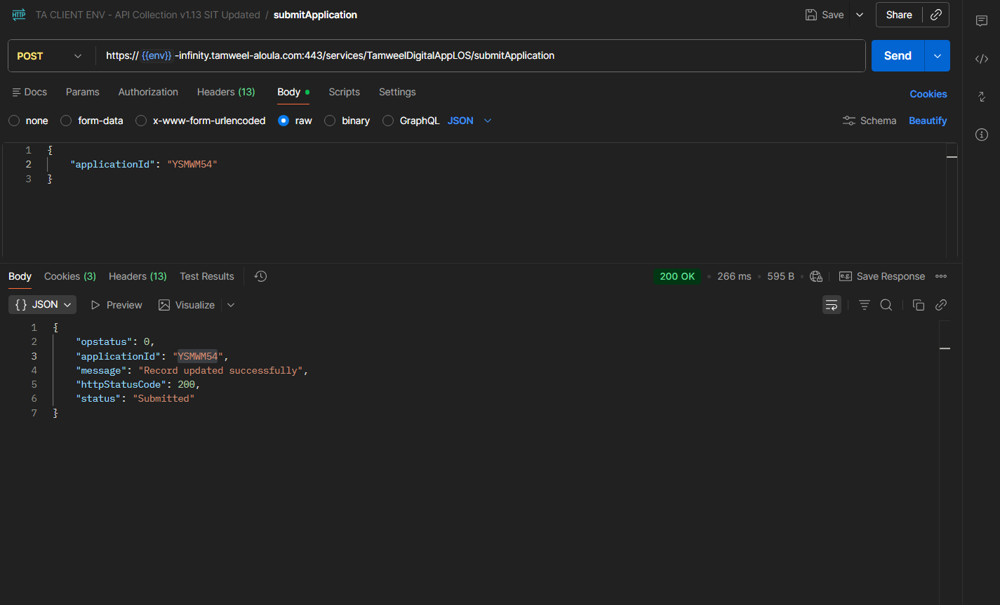 HTTP TA CLIENT ENV - API Collection v1.13 SIT Updated / submitApplication Save Share
POST https:// {{env}} -infinity.tamweel-aloula.com:443/services/TamweelDigitalAppLOS/submitApplication Send
Docs Params Authorization Headers (13) Body Scripts Settings Cookies
none form-data x-www-form-urlencoded raw binary GraphQL JSON Schema Beautify
1 {
2 "applicationId": "YSMWM54"
3 }
Body Cookies (3) Headers (13) Test Results 200 OK 266 ms 595 B e.g. Save Response
{} JSON Preview Visualize
1 {
2 "opstatus": 0,
3 "applicationId": "YSMWM54",
4 "message": "Record updated successfully",
5 "httpStatusCode": 200,
6 "status": "Submitted"
7 }